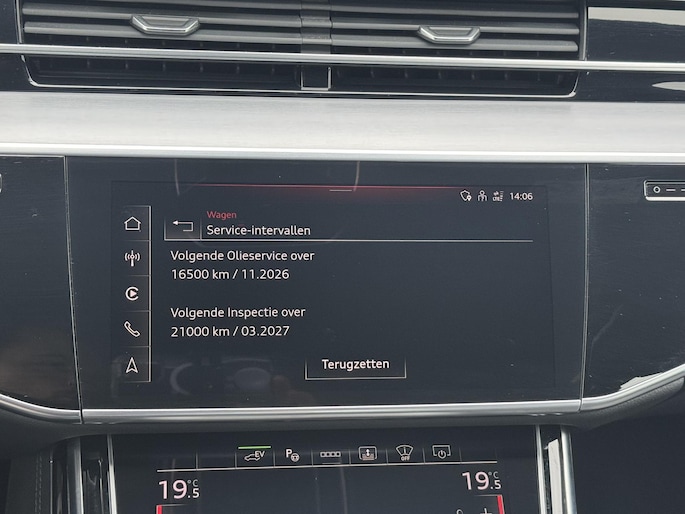 14:06
Wagen
Service-intervallen
Volgende Olieservice over
16500 km / 11.2026
Volgende Inspectie over
21000 km / 03.2027
Terugzetten
EV
P
OFF
19.5 °C
19.5 °C